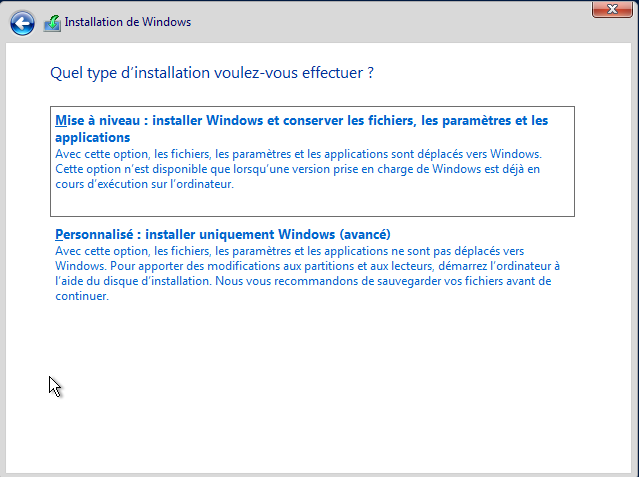 Installation de Windows
Quel type d’installation voulez-vous effectuer ?
Mise à niveau : installer Windows et conserver les fichiers, les paramètres et les
applications
Avec cette option, les fichiers, les paramètres et les applications sont déplacés vers Windows.
Cette option n’est disponible que lorsqu’une version prise en charge de Windows est déjà en
cours d’exécution sur l’ordinateur.
Personnalisé : installer uniquement Windows (avancé)
Avec cette option, les fichiers, les paramètres et les applications ne sont pas déplacés vers
Windows. Pour apporter des modifications aux partitions et aux lecteurs, démarrez l’ordinateur à
l’aide du disque d’installation. Nous vous recommandons de sauvegarder vos fichiers avant de
continuer.